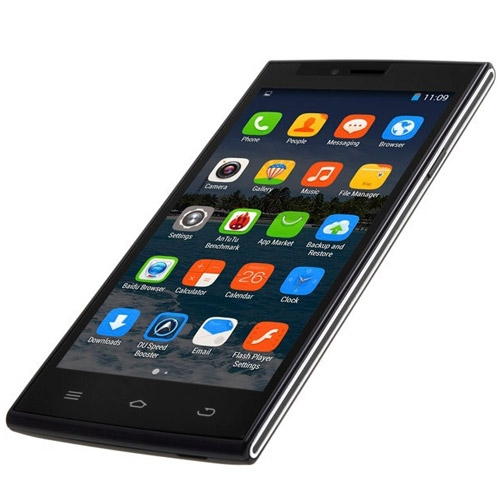 11:09
Phone People Messaging Browser
Camera Gallery Music File Manager
Settings AnTuTu Benchmark App Market Backup and Restore
Baidu Browser Calculator 26 Calendar Clock
Downloads DU Speed Booster Email Flash Player Settings